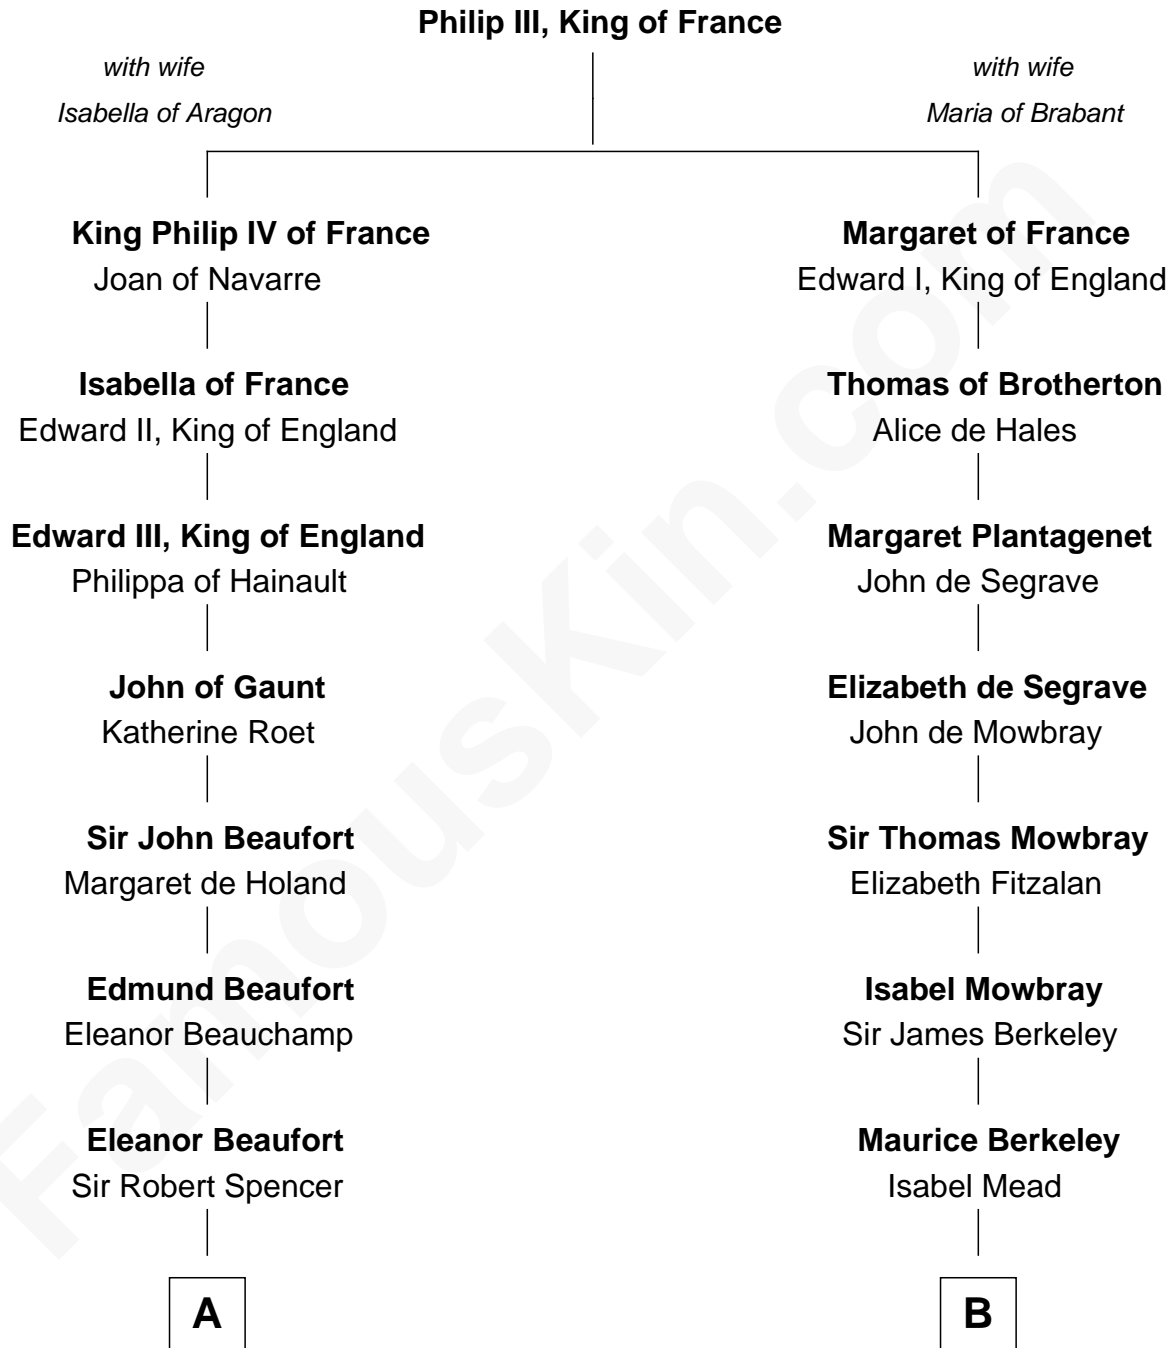 Philip III, King of France
with wife
Isabella of Aragon
with wife
Maria of Brabant
King Philip IV of France
Joan of Navarre
Margaret of France
Edward I, King of England
Isabella of France
Edward II, King of England
Thomas of Brotherton
Alice de Hales
Edward III, King of England
Philippa of Hainault
Margaret Plantagenet
John de Segrave
John of Gaunt
Katherine Roet
Elizabeth de Segrave
John de Mowbray
Sir John Beaufort
Margaret de Holand
Sir Thomas Mowbray
Elizabeth Fitzalan
Edmund Beaufort
Eleanor Beauchamp
Isabel Mowbray
Sir James Berkeley
Eleanor Beaufort
Sir Robert Spencer
Maurice Berkeley
Isabel Mead
A
B
FamousKin.com